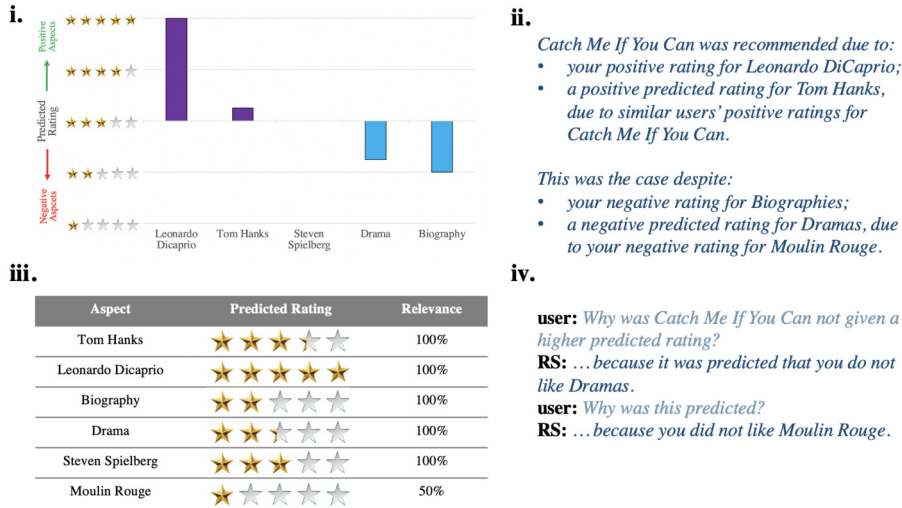 i.
Positive
Aspects
Predicted
Rating
Negative
Aspcets
Leonardo
Dicaprio
Tom Hanks
Steven
Spielberg
Drama
Biography
ii.
Catch Me If You Can was recommended due to:
• your positive rating for Leonardo DiCaprio;
• a positive predicted rating for Tom Hanks,
due to similar users' positive ratings for
Catch Me If You Can.
This was the case despite:
• your negative rating for Biographies;
• a negative predicted rating for Dramas, due
to your negative rating for Moulin Rouge.
iii.
Aspect Predicted Rating Relevance
Tom Hanks 100%
Leonardo Dicaprio 100%
Biography 100%
Drama 100%
Steven Spielberg 100%
Moulin Rouge 50%
iv.
user: Why was Catch Me If You Can not given a
higher predicted rating?
RS: …because it was predicted that you do not
like Dramas.
user: Why was this predicted?
RS: …because you did not like Moulin Rouge.